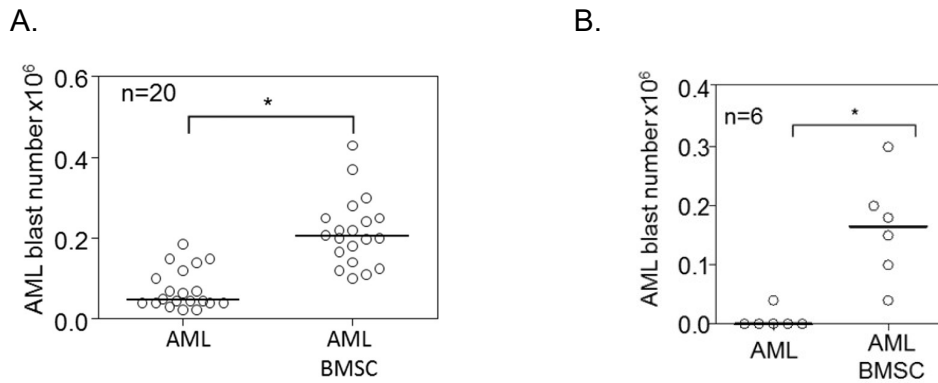 A.
AML blast number x10⁶
0.6
0.4
0.2
0.0
n=20
*
AML
AML
BMSC
B.
AML blast number x10⁶
0.4
0.3
0.2
0.1
0.0
n=6
*
AML
AML
BMSC